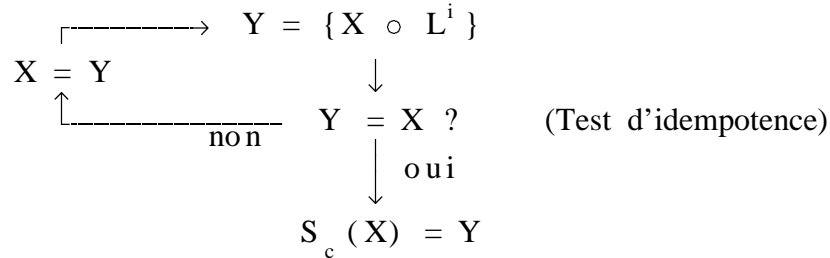 Y = {X ∘ Lⁱ}
X = Y
Y = X ? (Test d'idempotence)
non
oui
S_c (X) = Y